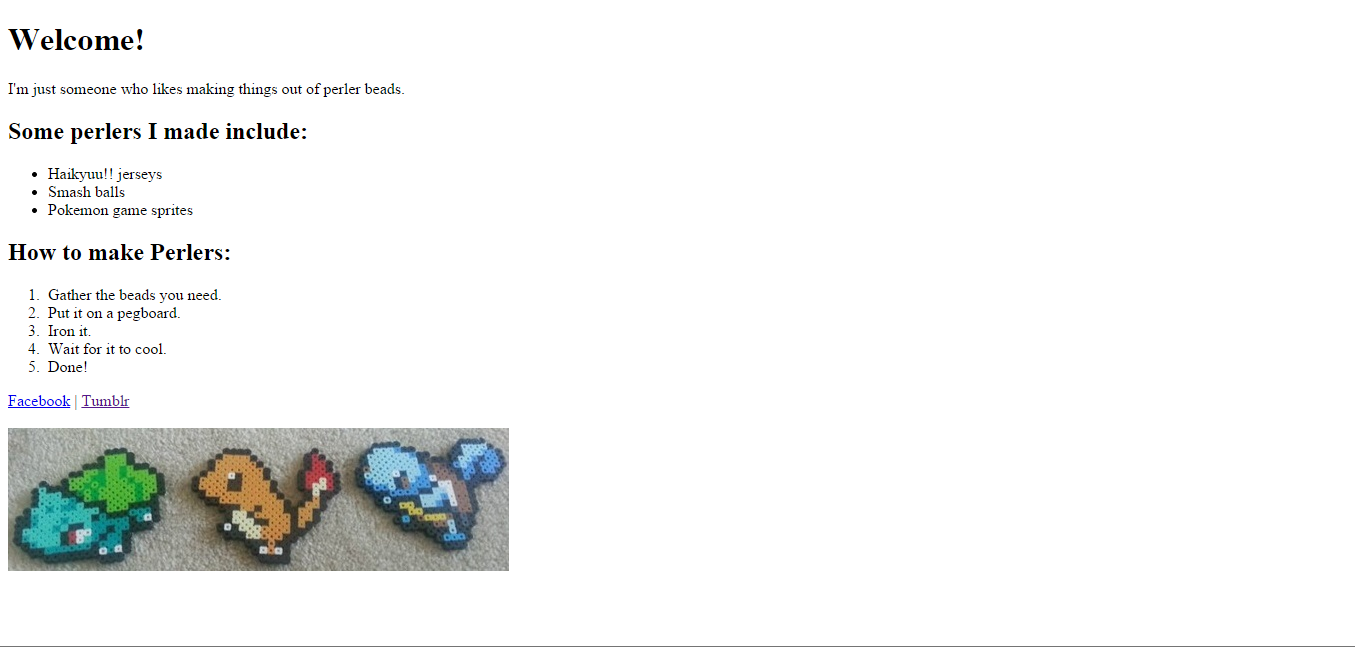 Welcome!
I'm just someone who likes making things out of perler beads.
Some perlers I made include:
• Haikyuu!! jerseys
• Smash balls
• Pokemon game sprites
How to make Perlers:
1. Gather the beads you need.
2. Put it on a pegboard.
3. Iron it.
4. Wait for it to cool.
5. Done!
Facebook | Tumblr